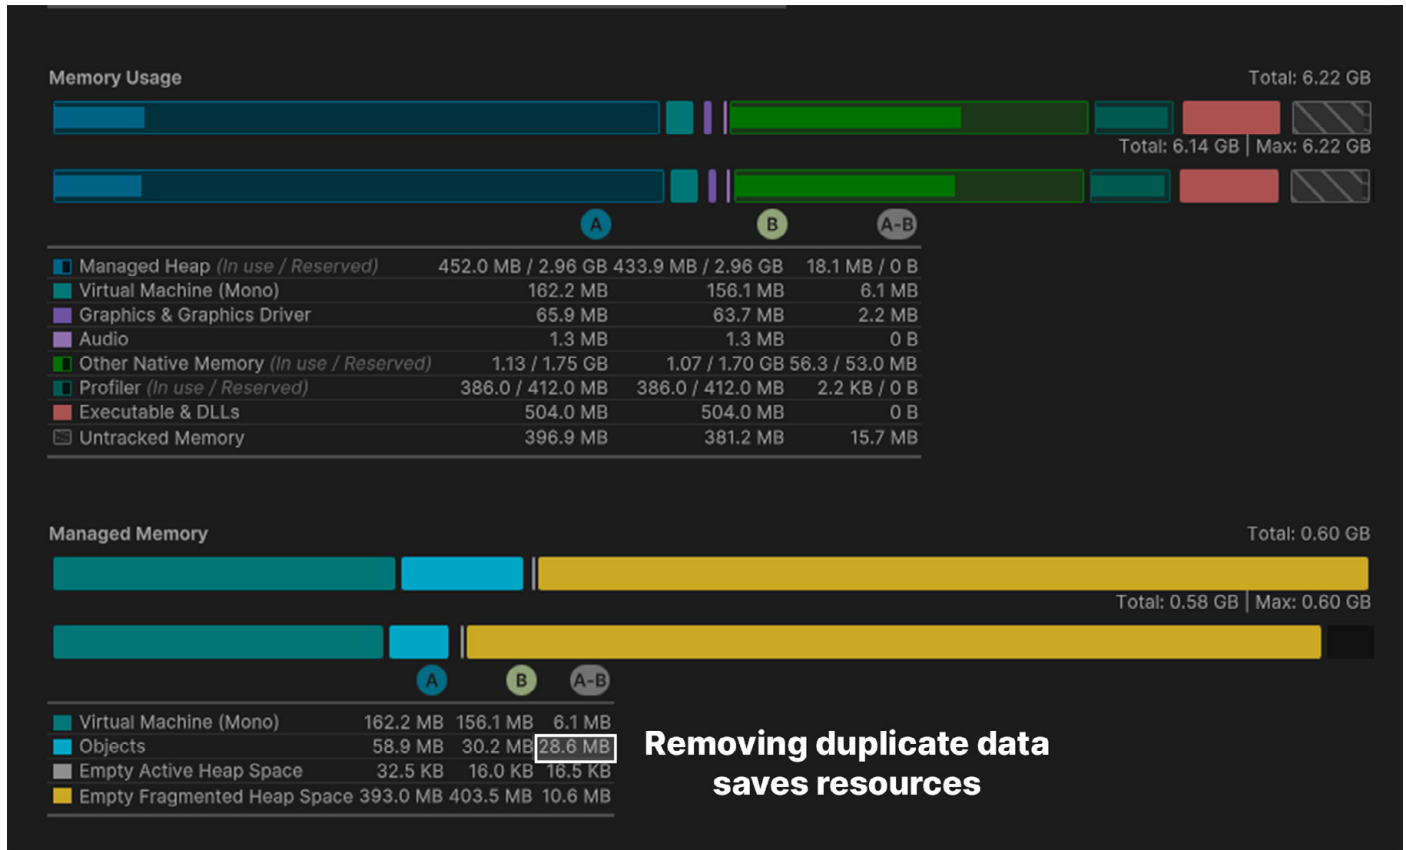 Memory Usage Total: 6.22 GB
Total: 6.14 GB | Max: 6.22 GB
A B A-B
Managed Heap (In use / Reserved) 452.0 MB / 2.96 GB 433.9 MB / 2.96 GB 18.1 MB / 0 B
Virtual Machine (Mono) 162.2 MB 156.1 MB 6.1 MB
Graphics & Graphics Driver 65.9 MB 63.7 MB 2.2 MB
Audio 1.3 MB 1.3 MB 0 B
Other Native Memory (In use / Reserved) 1.13 / 1.75 GB 1.07 / 1.70 GB 56.3 / 53.0 MB
Profiler (In use / Reserved) 386.0 / 412.0 MB 386.0 / 412.0 MB 2.2 KB / 0 B
Executable & DLLs 504.0 MB 504.0 MB 0 B
Untracked Memory 396.9 MB 381.2 MB 15.7 MB
Managed Memory Total: 0.60 GB
Total: 0.58 GB | Max: 0.60 GB
A B A-B
Virtual Machine (Mono) 162.2 MB 156.1 MB 6.1 MB
Objects 58.9 MB 30.2 MB 28.6 MB
Empty Active Heap Space 32.5 KB 16.0 KB 16.5 KB
Empty Fragmented Heap Space 393.0 MB 403.5 MB 10.6 MB
Removing duplicate data
saves resources